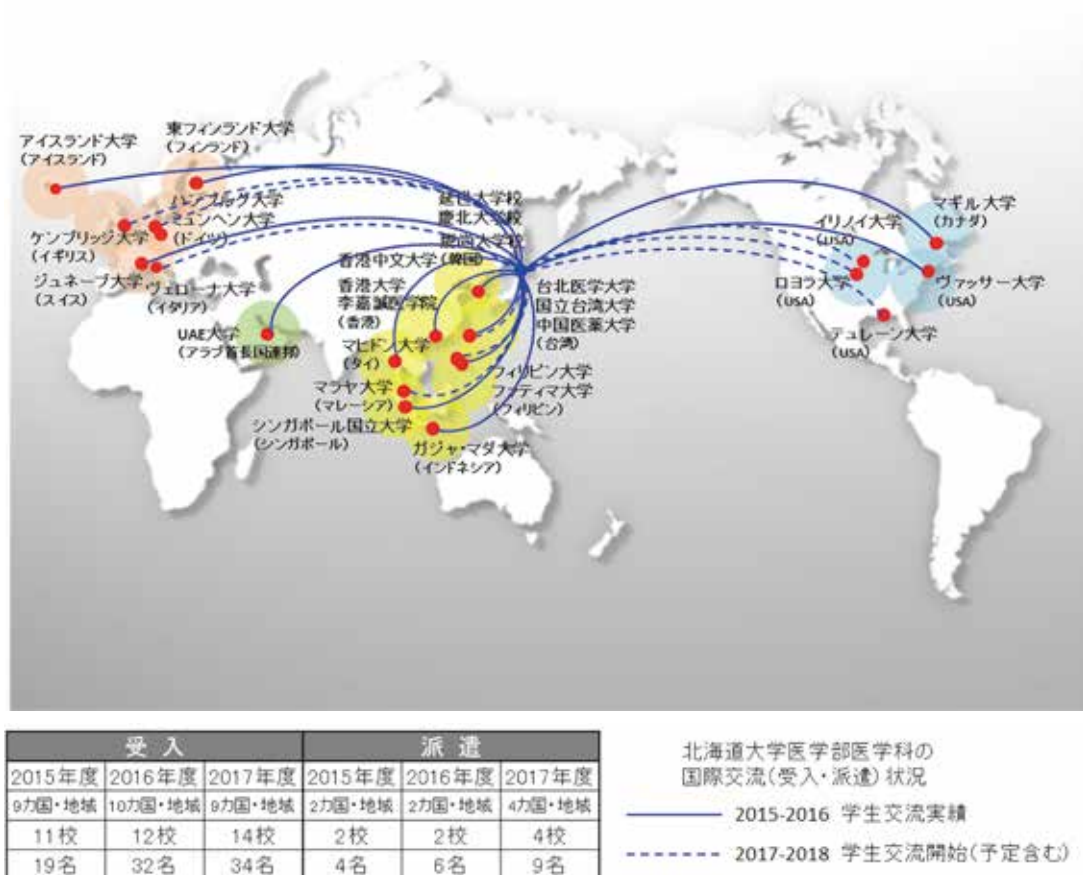 アイスランド大学
(アイスランド)
東フィンランド大学
(フィンランド)
ハンブルグ大学
ミュンヘン大学
(ドイツ)
ケンブリッジ大学
(イギリス)
ジュネーブ大学
(スイス)
ヴェローナ大学
(イタリア)
UAE大学
(アラブ首長国連邦)
延世大学校
慶北大学校
慶尚大学校
(韓国)
香港中文大学
香港大学
李嘉誠医学院
(香港)
マヒドン大学
(タイ)
マラヤ大学
(マレーシア)
シンガポール国立大学
(シンガポール)
ガジャ・マダ大学
(インドネシア)
台北医学大学
国立台湾大学
中国医薬大学
(台湾)
フィリピン大学
ファティマ大学
(フィリピン)
イリノイ大学
(USA)
マギル大学
(カナダ)
ロヨラ大学
(USA)
ヴァッサー大学
(USA)
テュレーン大学
(USA)
受 入 派 遣
2015年度 2016年度 2017年度 2015年度 2016年度 2017年度
9カ国・地域 10カ国・地域 9カ国・地域 2カ国・地域 2カ国・地域 4カ国・地域
11校 12校 14校 2校 2校 4校
19名 32名 34名 4名 6名 9名
北海道大学医学部医学科の
国際交流(受入・派遣)状況
2015-2016 学生交流実績
2017-2018 学生交流開始(予定含む)